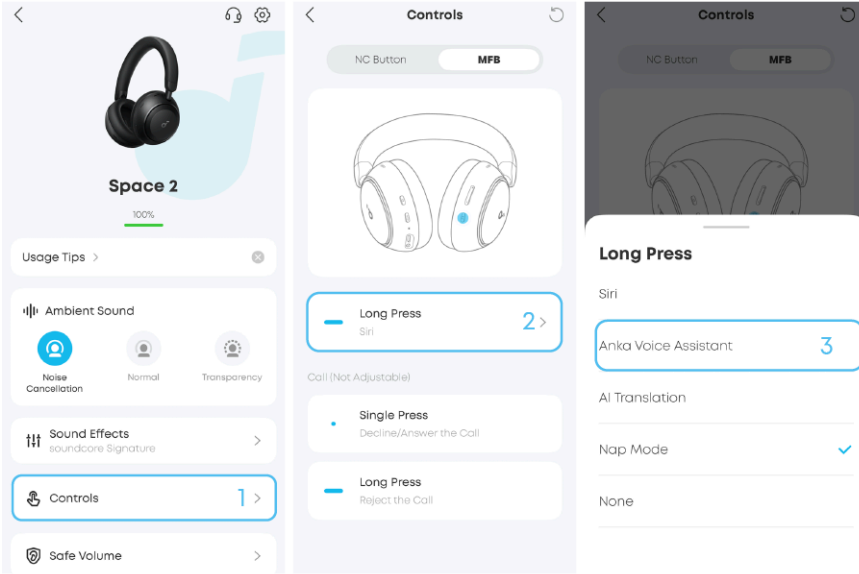 Space 2
100%
Usage Tips
Ambient Sound
Noise
Cancellation
Normal
Transparency
Sound Effects
soundcore Signature
Controls
1
Safe Volume
Controls
NC Button
MFB
Long Press
Siri
2
Call (Not Adjustable)
Single Press
Decline/Answer the Call
Long Press
Reject the Call
Controls
NC Button
MFB
Long Press
Siri
Anka Voice Assistant
3
AI Translation
Nap Mode
None